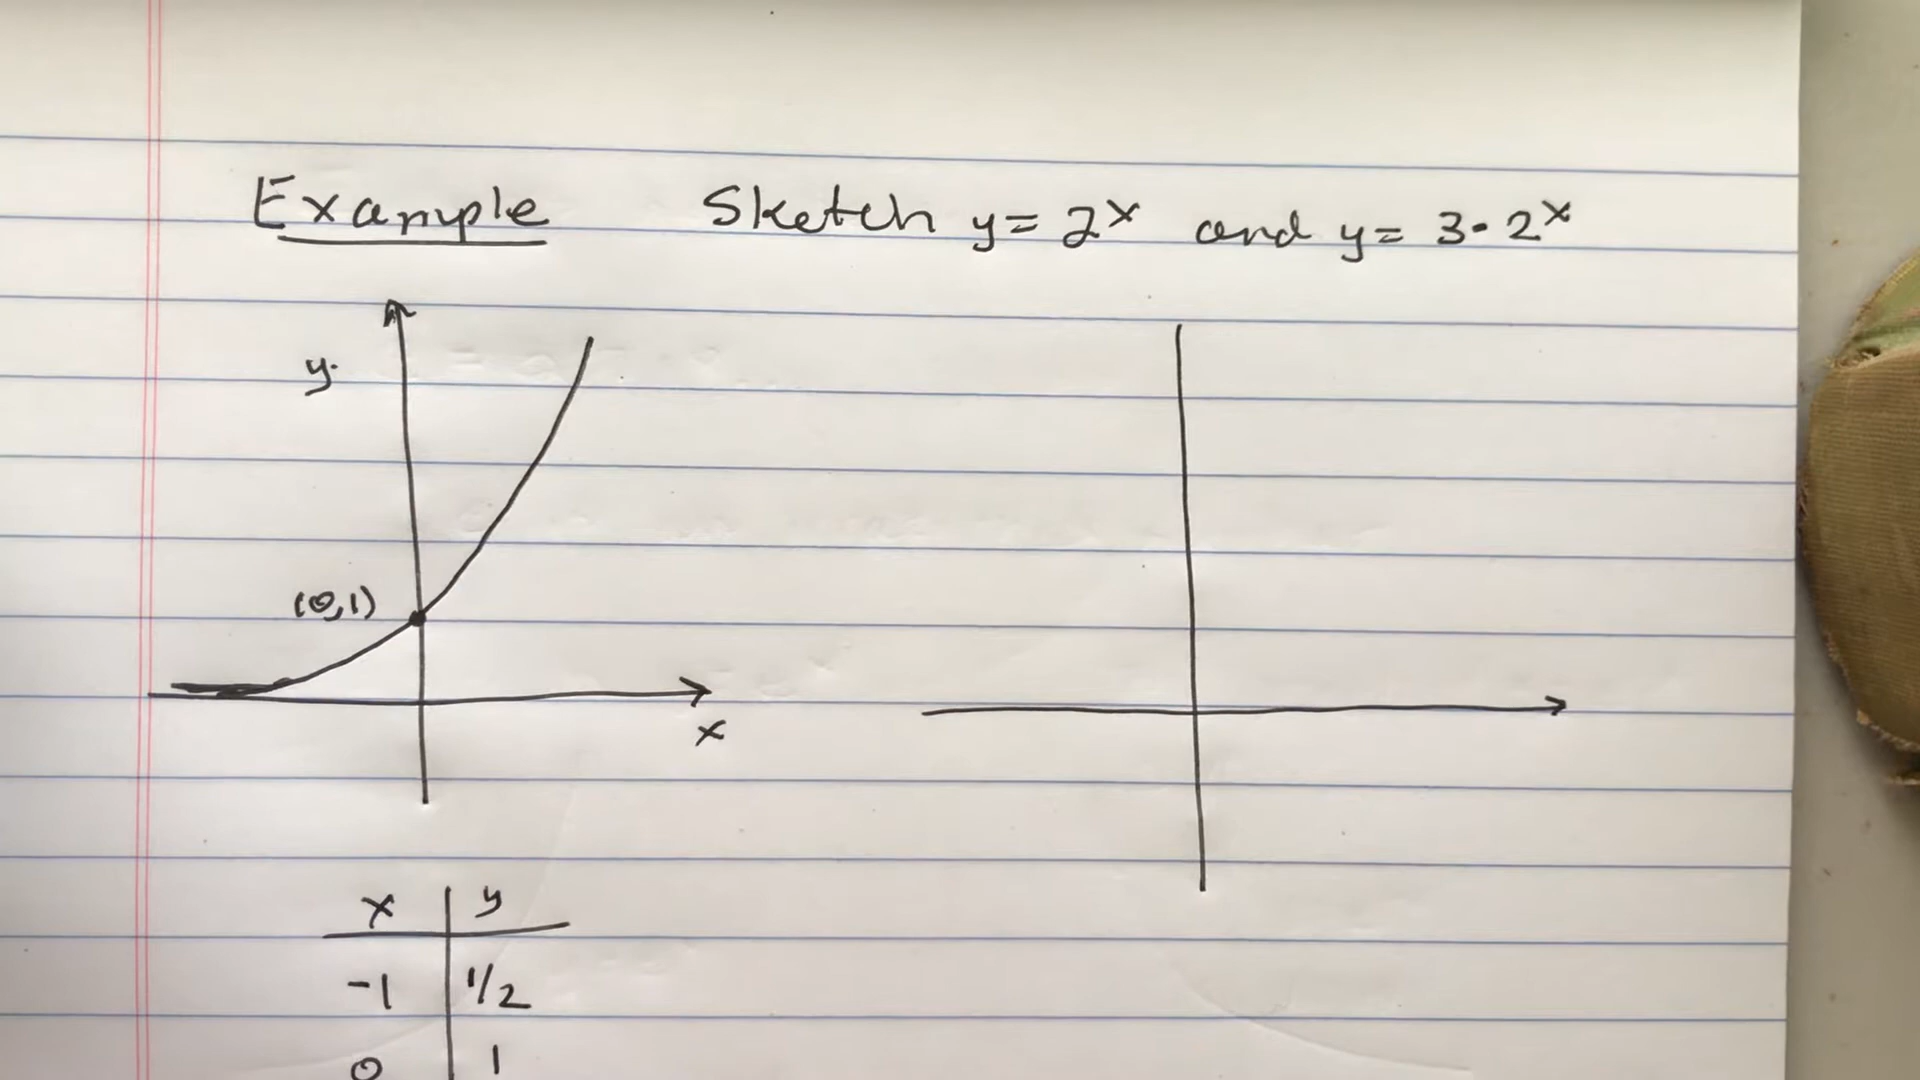 Example Sketch y = 2ˣ and y = 3 · 2ˣ
y
(0,1)
x
x y
-1 1/2
0 1